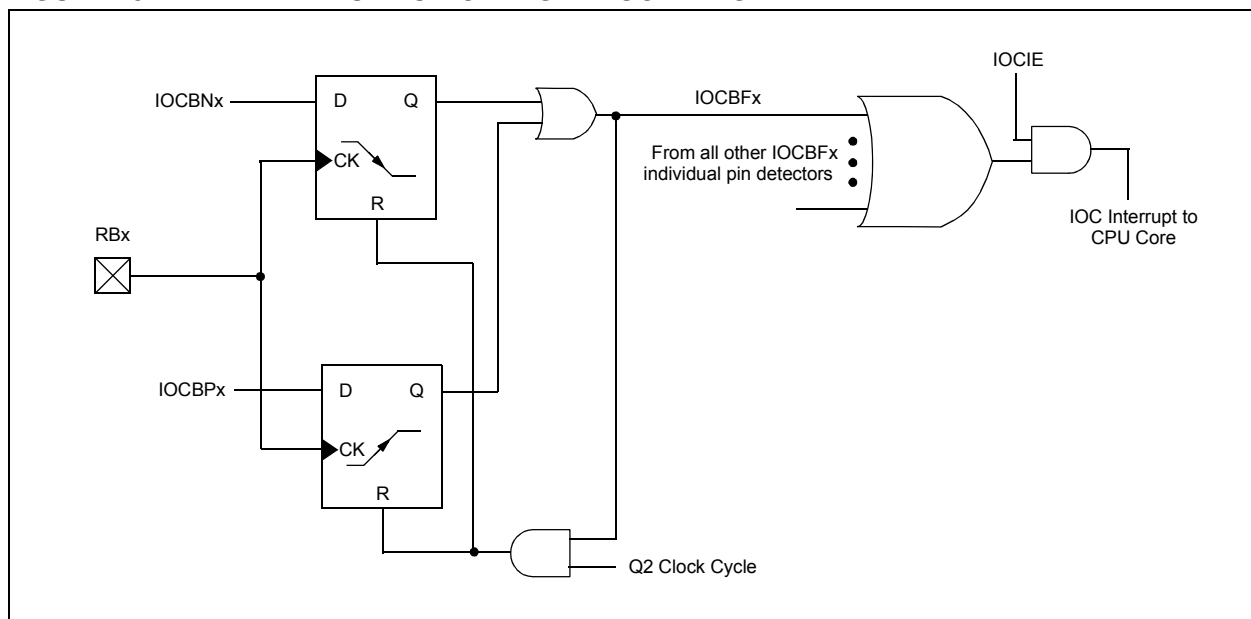 IOCIE
IOCBNx
D
Q
IOCBFx
CK
From all other IOCBFx
individual pin detectors
R
IOC Interrupt to
CPU Core
RBx
IOCBPx
D
Q
CK
R
Q2 Clock Cycle